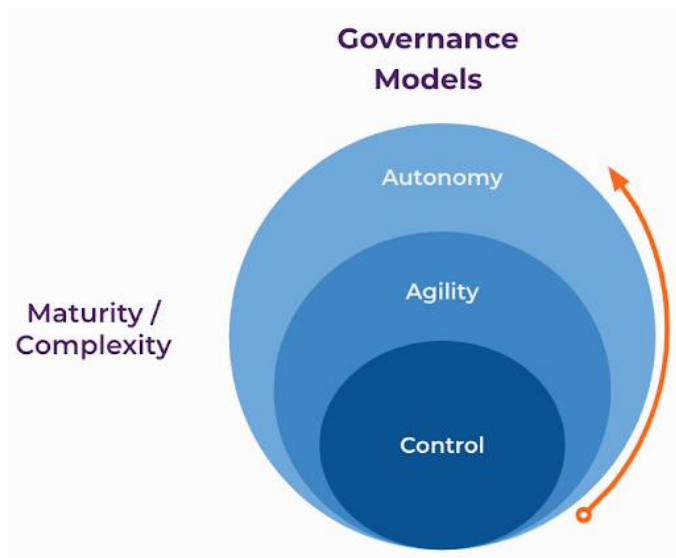 Governance
Models
Autonomy
Agility
Maturity /
Complexity
Control